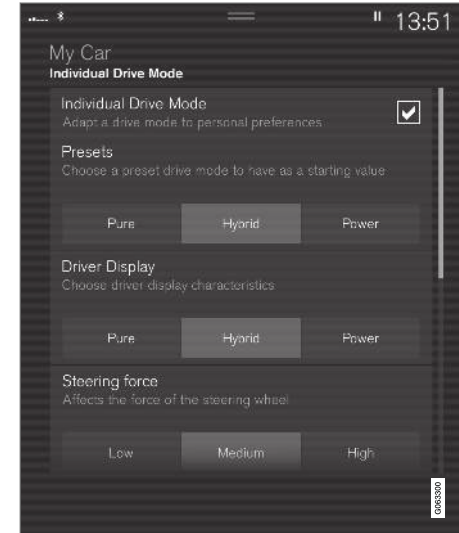 13:51
My Car
Individual Drive Mode
Individual Drive Mode
Adapt a drive mode to personal preferences
Presets
Choose a preset drive mode to have as a starting value
Pure Hybrid Power
Driver Display
Choose driver display characteristics
Pure Hybrid Power
Steering force
Affects the force of the steering wheel
Low Medium High
G063300